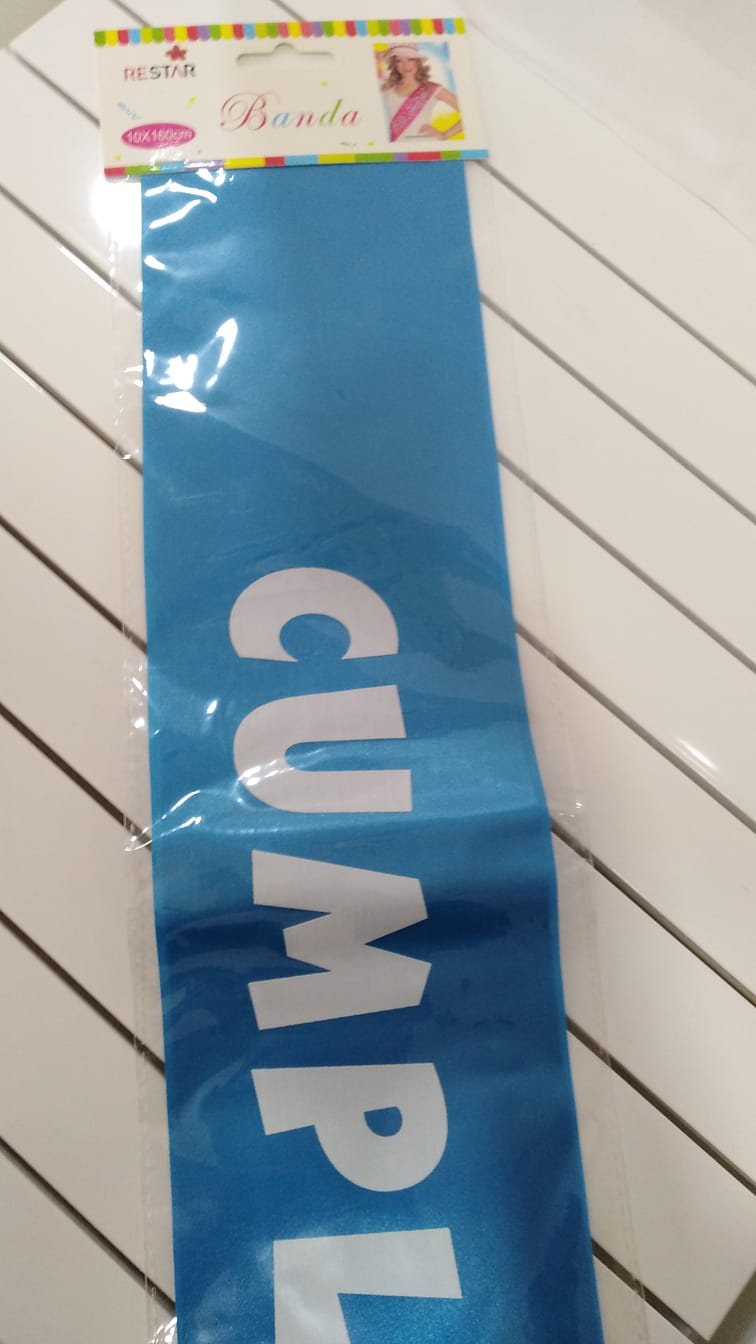 RESTAR
Banda
10X160cm
CUMPL